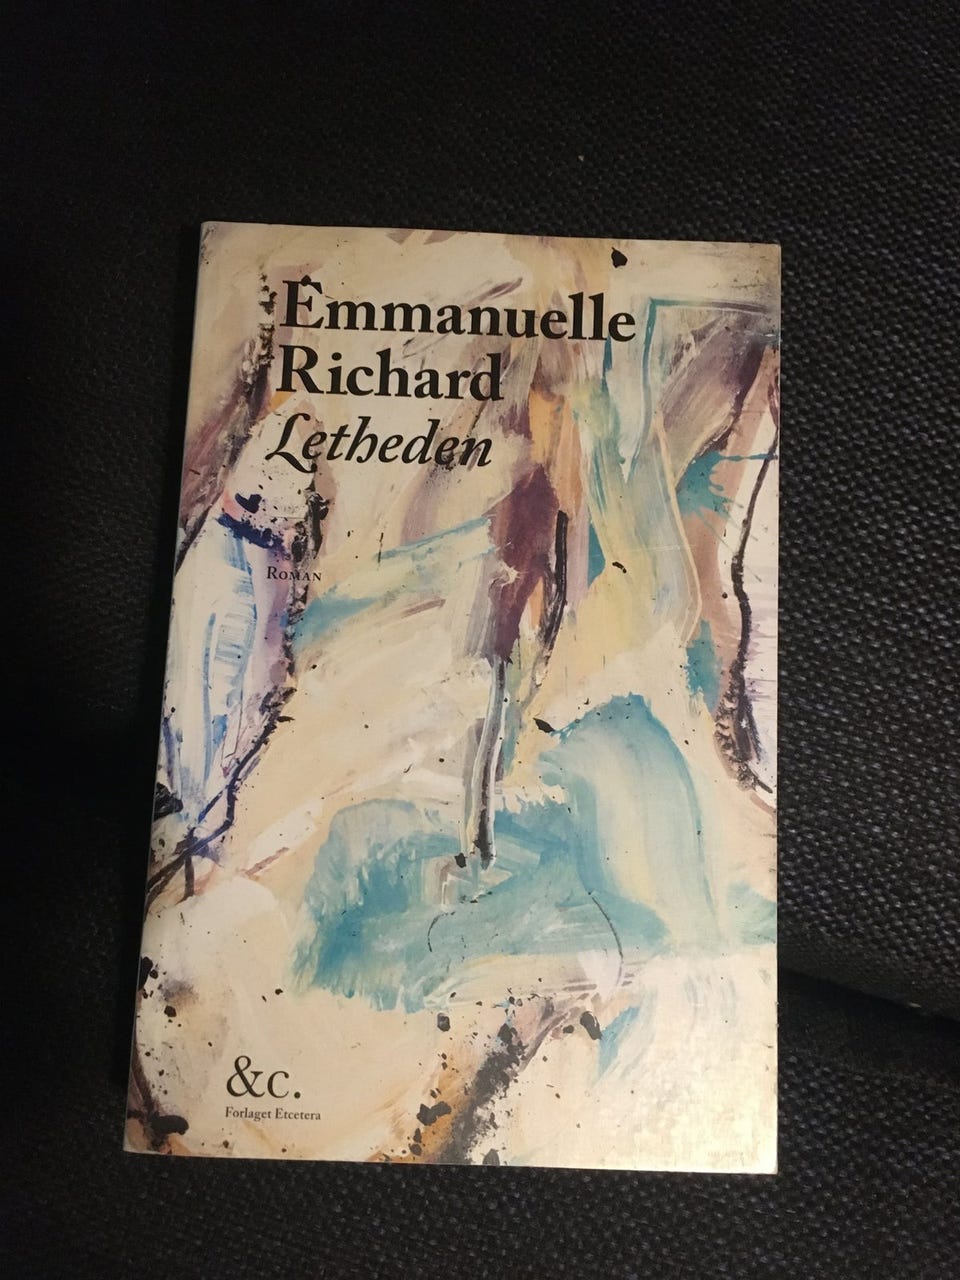 Emmanuelle
Richard
Letheden
Roman
&c.
Forlaget Etcetera